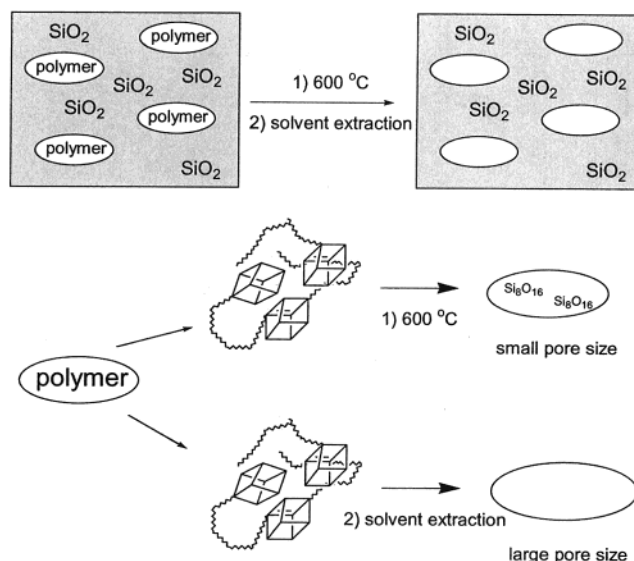 SiO₂
polymer
polymer
SiO₂
SiO₂
SiO₂
polymer
polymer
SiO₂
1) 600 °C
2) solvent extraction
SiO₂
SiO₂
SiO₂
SiO₂
SiO₂
polymer
1) 600 °C
Si₈O₁₆
Si₈O₁₆
small pore size
2) solvent extraction
large pore size